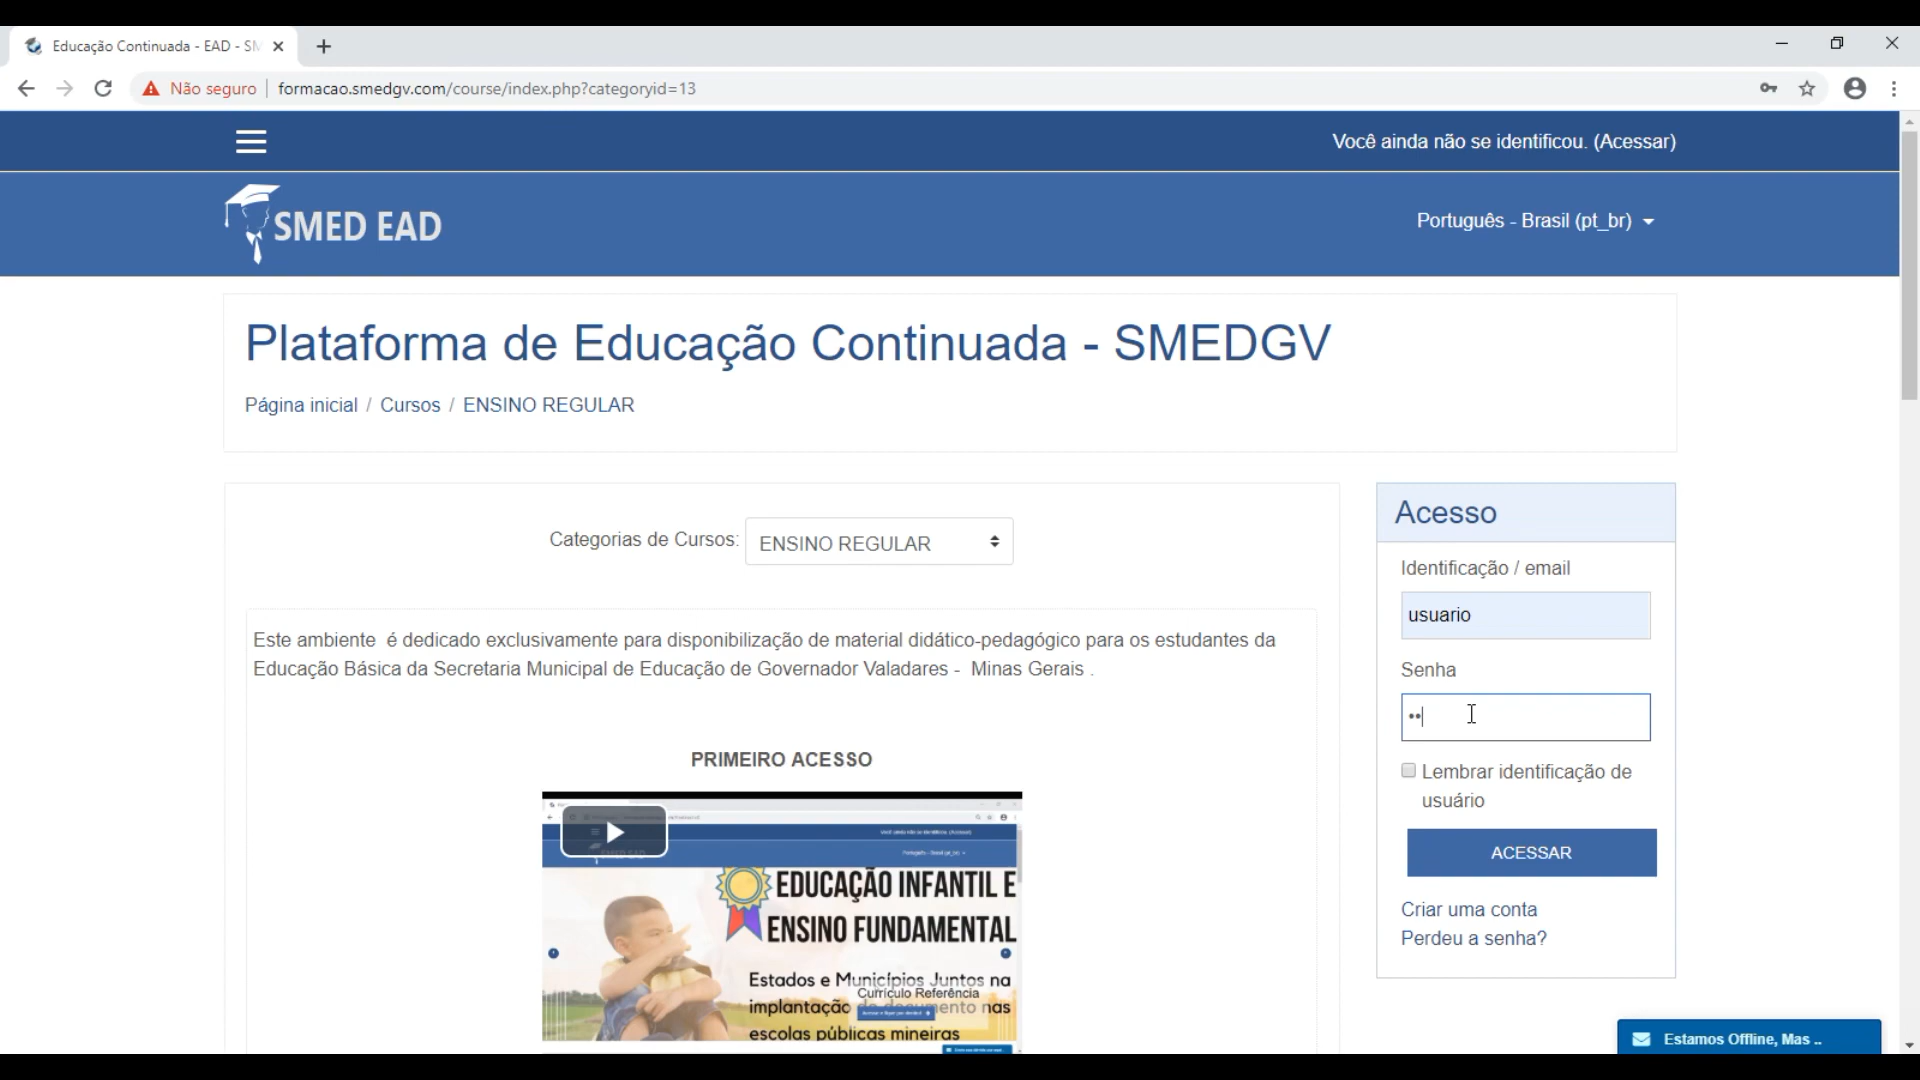 Educação Continuada - EAD - SM
Não seguro
formacao.smedgv.com/course/index.php?categoryid=13
Você ainda não se identificou. (Acessar)
SMED EAD
Português - Brasil (pt_br)
Plataforma de Educação Continuada - SMEDGV
Página inicial / Cursos / ENSINO REGULAR
Categorias de Cursos: ENSINO REGULAR
Este ambiente é dedicado exclusivamente para disponibilização de material didático-pedagógico para os estudantes da
Educação Básica da Secretaria Municipal de Educação de Governador Valadares - Minas Gerais .
PRIMEIRO ACESSO
EDUCAÇÃO INFANTIL E
ENSINO FUNDAMENTAL
Estados e Municípios Juntos na
Currículo Referência
implantação do documento nas
escolas públicas mineiras
Acesso
Identificação / email
usuario
Senha
••
Lembrar identificação de
usuário
ACESSAR
Criar uma conta
Perdeu a senha?
Estamos Offline, Mas ..